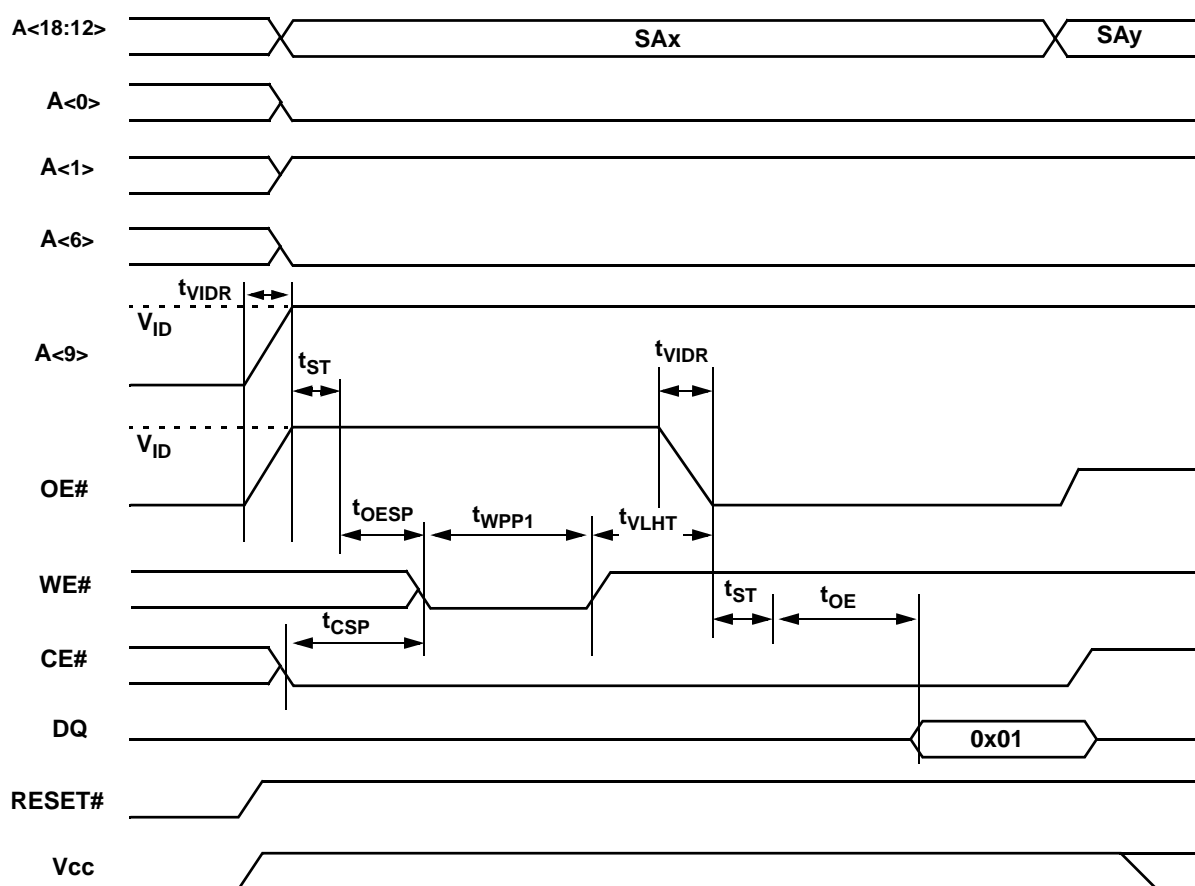 A<18:12> SAx SAy
A<0>
A<1>
A<6>
tVIDR
VID
A<9>
tST tVIDR
VID
OE#
tOESP tWPP1 tVLHT
WE#
tST tOE
tCSP
CE#
DQ 0x01
RESET#
Vcc